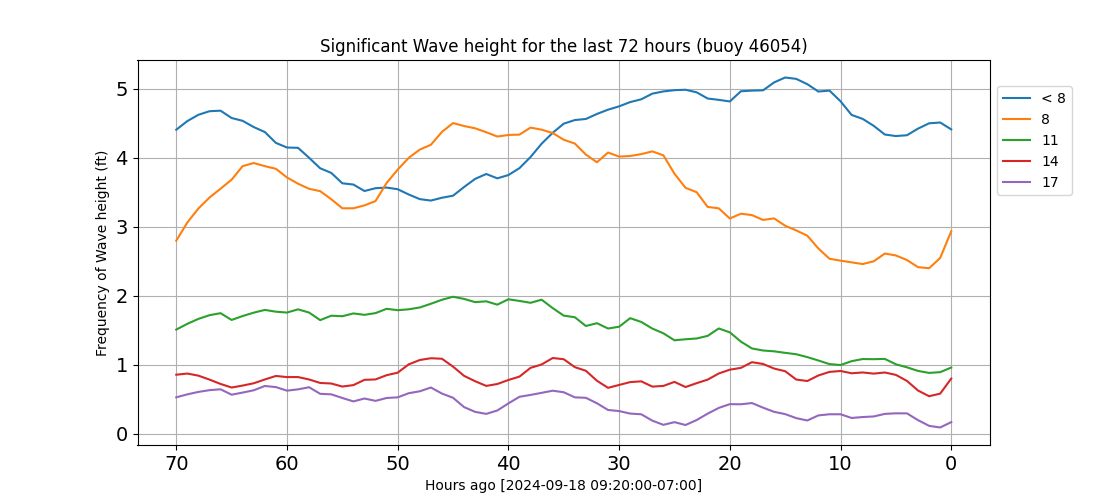 Significant Wave height for the last 72 hours (buoy 46054)
Frequency of Wave height (ft)
5
4
3
2
1
0
70 60 50 40 30 20 10 0
Hours ago [2024-09-18 09:20:00-07:00]
< 8
8
11
14
17